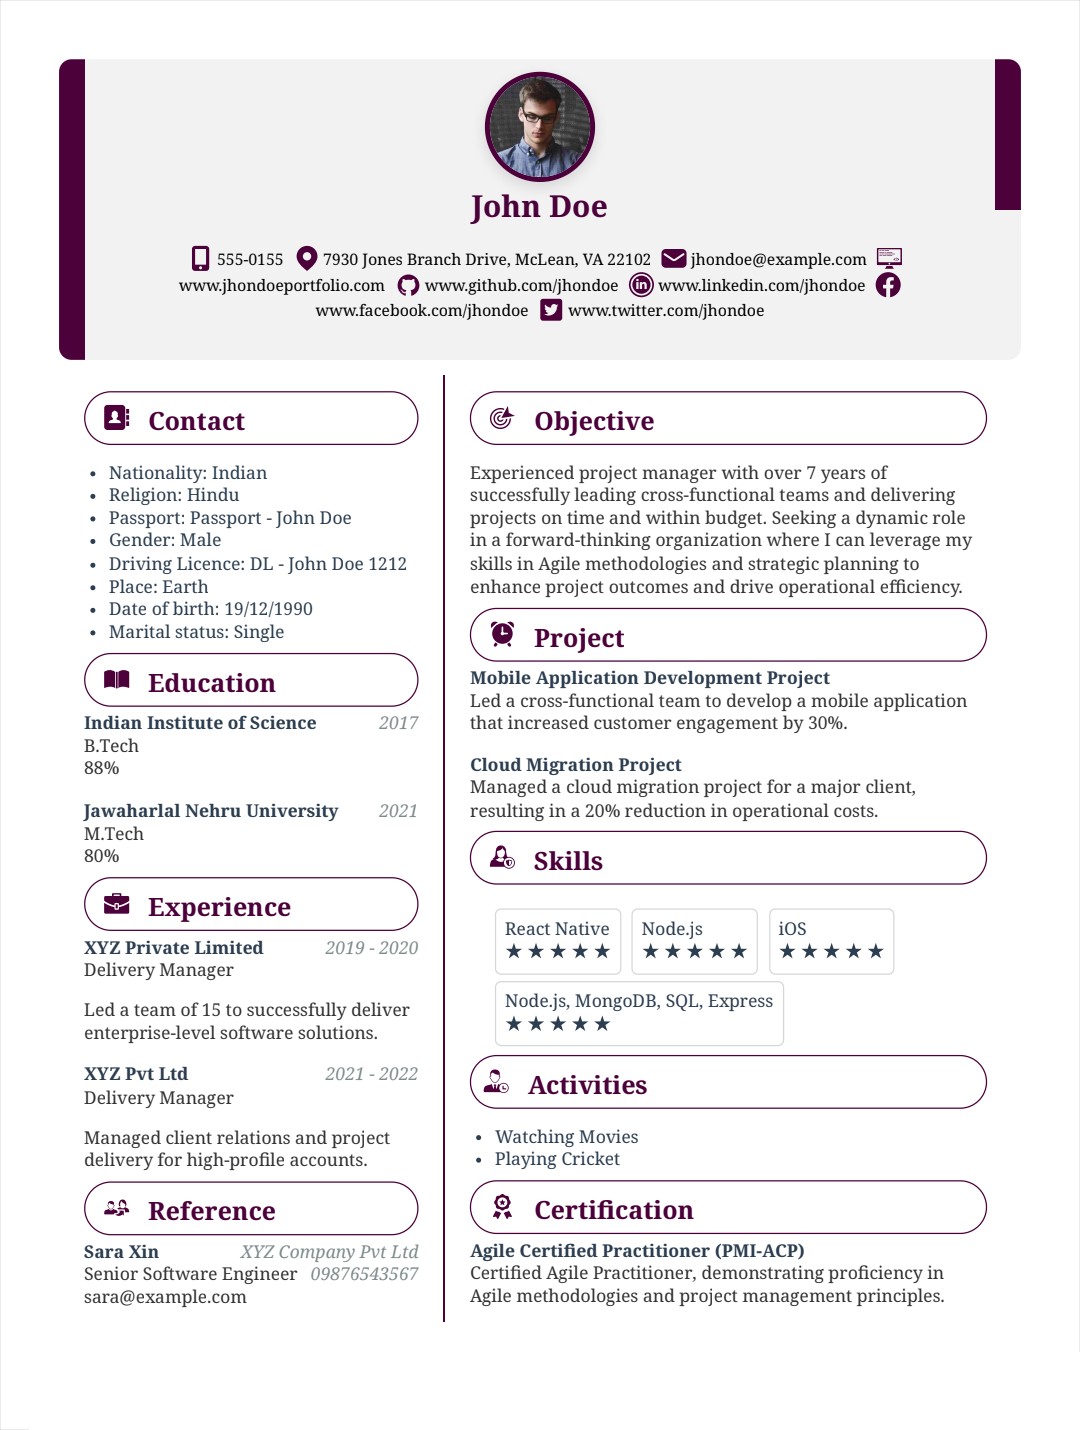 John Doe
555-0155 7930 Jones Branch Drive, McLean, VA 22102 jhondoe@example.com
www.jhondoeportfolio.com www.github.com/jhondoe www.linkedin.com/jhondoe
www.facebook.com/jhondoe www.twitter.com/jhondoe
Contact
• Nationality: Indian
• Religion: Hindu
• Passport: Passport - John Doe
• Gender: Male
• Driving Licence: DL - John Doe 1212
• Place: Earth
• Date of birth: 19/12/1990
• Marital status: Single
Education
Indian Institute of Science 2017
B.Tech
88%
Jawaharlal Nehru University 2021
M.Tech
80%
Experience
XYZ Private Limited 2019 - 2020
Delivery Manager
Led a team of 15 to successfully deliver
enterprise-level software solutions.
XYZ Pvt Ltd 2021 - 2022
Delivery Manager
Managed client relations and project
delivery for high-profile accounts.
Reference
Sara Xin XYZ Company Pvt Ltd
Senior Software Engineer 09876543567
sara@example.com
Objective
Experienced project manager with over 7 years of
successfully leading cross-functional teams and delivering
projects on time and within budget. Seeking a dynamic role
in a forward-thinking organization where I can leverage my
skills in Agile methodologies and strategic planning to
enhance project outcomes and drive operational efficiency.
Project
Mobile Application Development Project
Led a cross-functional team to develop a mobile application
that increased customer engagement by 30%.
Cloud Migration Project
Managed a cloud migration project for a major client,
resulting in a 20% reduction in operational costs.
Skills
React Native Node.js iOS
★★★★★ ★★★★★ ★★★★★
Node.js, MongoDB, SQL, Express
★★★★★
Activities
• Watching Movies
• Playing Cricket
Certification
Agile Certified Practitioner (PMI-ACP)
Certified Agile Practitioner, demonstrating proficiency in
Agile methodologies and project management principles.